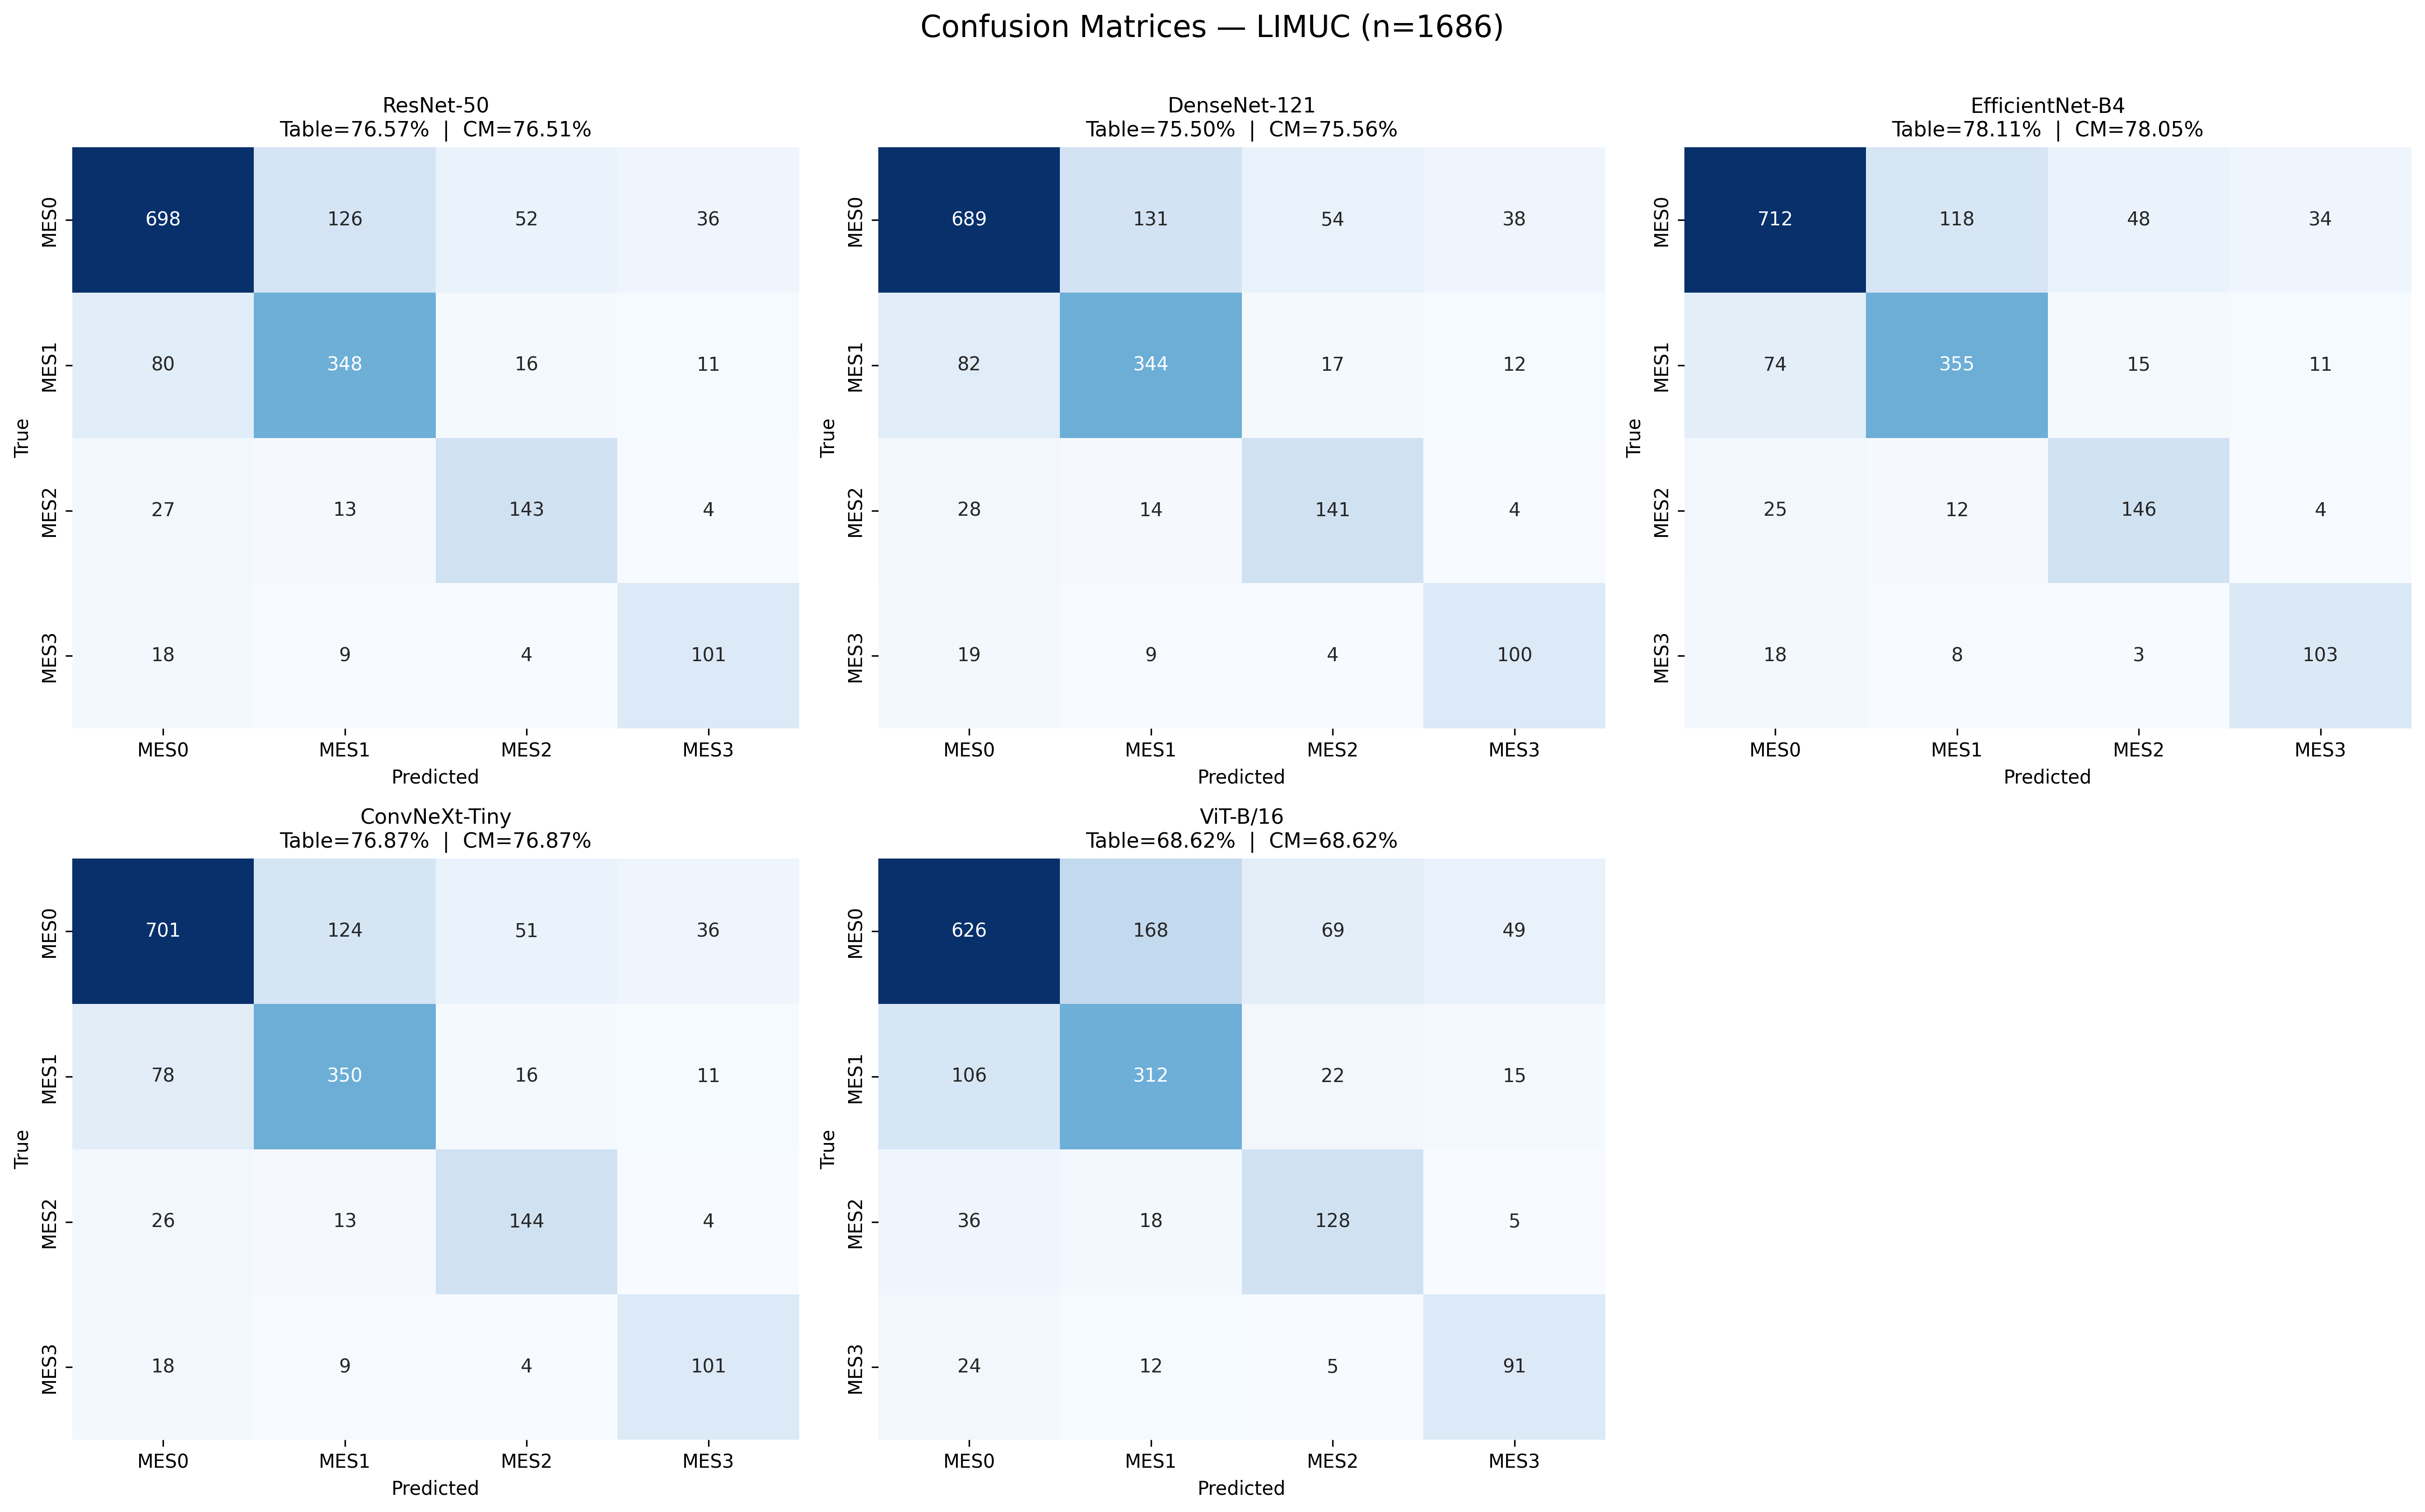 Confusion Matrices — LIMUC (n=1686)
ResNet-50
Table=76.57% | CM=76.51%
True
MES0 698 126 52 36
MES1 80 348 16 11
MES2 27 13 143 4
MES3 18 9 4 101
MES0 MES1 MES2 MES3
Predicted
DenseNet-121
Table=75.50% | CM=75.56%
True
MES0 689 131 54 38
MES1 82 344 17 12
MES2 28 14 141 4
MES3 19 9 4 100
MES0 MES1 MES2 MES3
Predicted
EfficientNet-B4
Table=78.11% | CM=78.05%
True
MES0 712 118 48 34
MES1 74 355 15 11
MES2 25 12 146 4
MES3 18 8 3 103
MES0 MES1 MES2 MES3
Predicted
ConvNeXt-Tiny
Table=76.87% | CM=76.87%
True
MES0 701 124 51 36
MES1 78 350 16 11
MES2 26 13 144 4
MES3 18 9 4 101
MES0 MES1 MES2 MES3
Predicted
ViT-B/16
Table=68.62% | CM=68.62%
True
MES0 626 168 69 49
MES1 106 312 22 15
MES2 36 18 128 5
MES3 24 12 5 91
MES0 MES1 MES2 MES3
Predicted